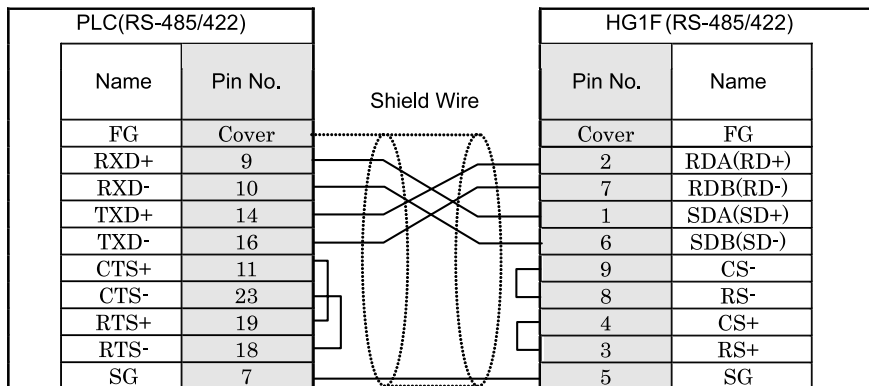 PLC(RS-485/422) HG1F(RS-485/422)
Name Pin No. Shield Wire Pin No. Name
FG Cover Cover FG
RXD+ 9 2 RDA(RD+)
RXD- 10 7 RDB(RD-)
TXD+ 14 1 SDA(SD+)
TXD- 16 6 SDB(SD-)
CTS+ 11 9 CS-
CTS- 23 8 RS-
RTS+ 19 4 CS+
RTS- 18 3 RS+
SG 7 5 SG